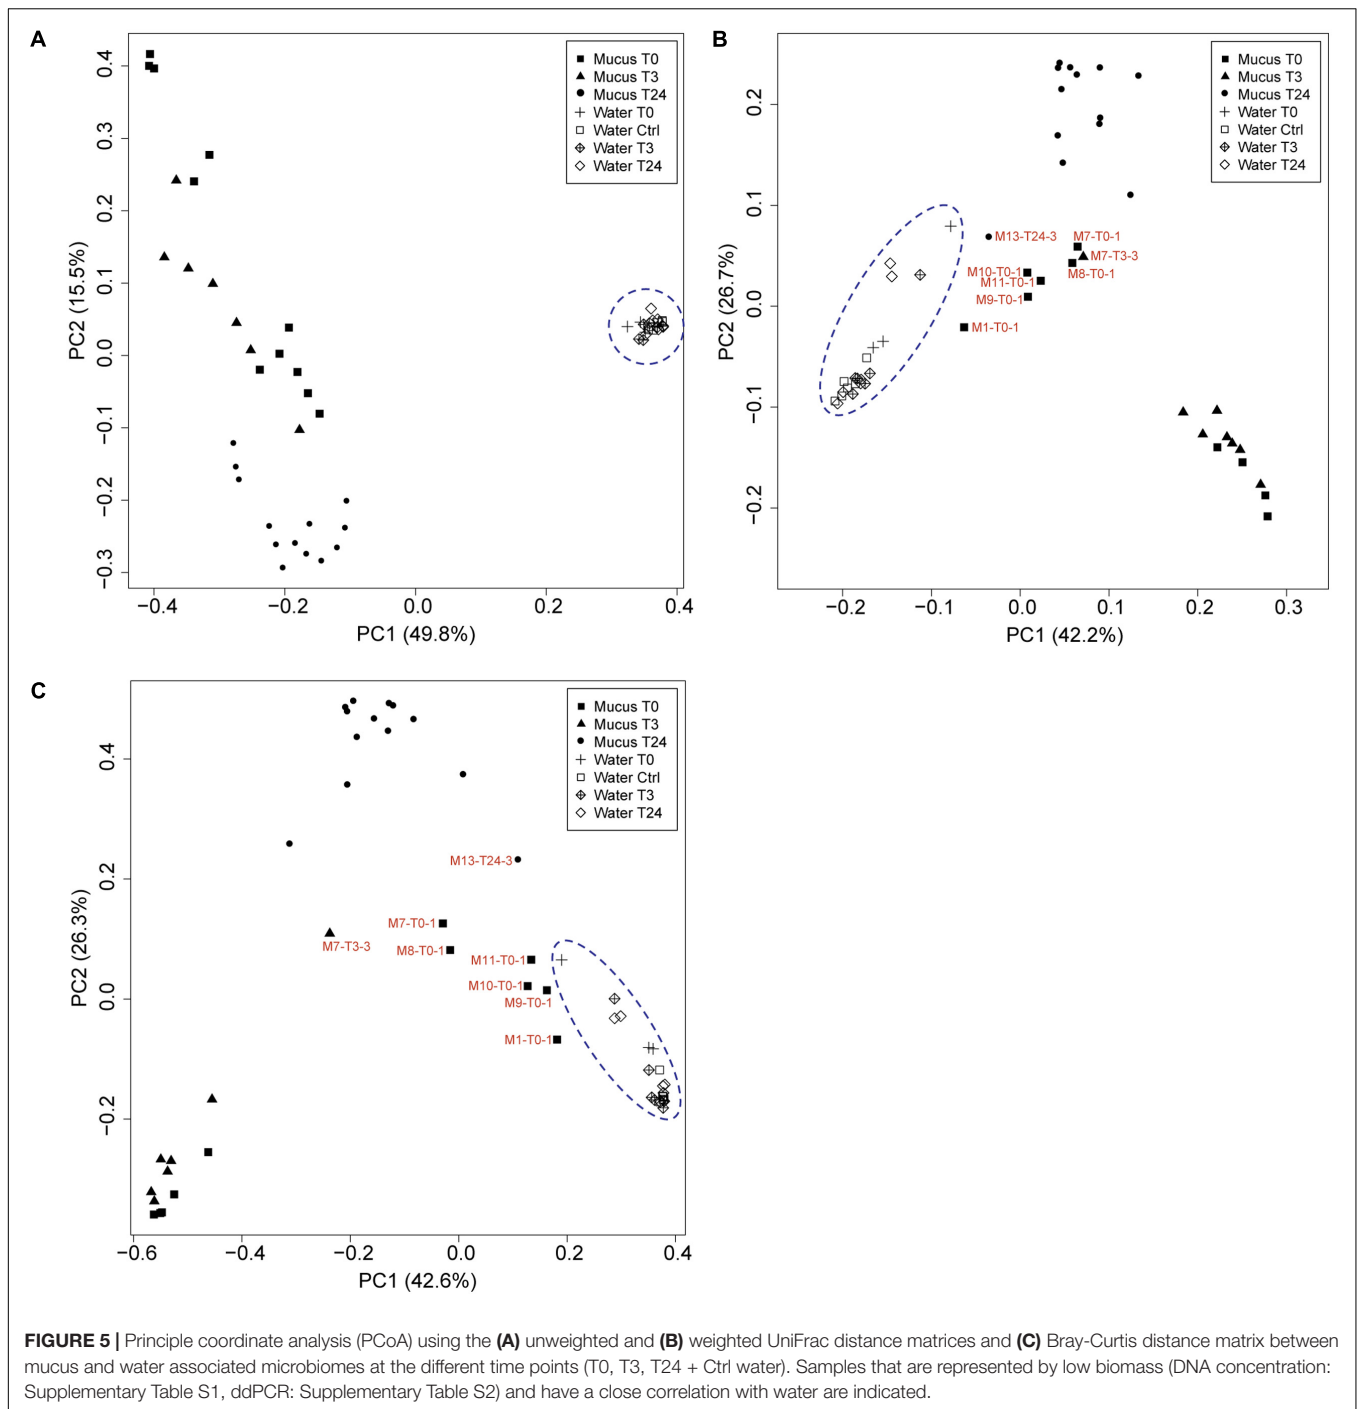 A
Mucus T0
Mucus T3
Mucus T24
Water T0
Water Ctrl
Water T3
Water T24
0.4
0.3
0.2
0.1
0.0
−0.1
−0.2
−0.3
PC2 (15.5%)
−0.4
−0.2
0.0
0.2
0.4
PC1 (49.8%)
B
Mucus T0
Mucus T3
Mucus T24
Water T0
Water Ctrl
Water T3
Water T24
0.2
0.1
0.0
−0.1
−0.2
PC2 (26.7%)
M13-T24-3
M7-T0-1
M7-T3-3
M10-T0-1
M8-T0-1
M11-T0-1
M9-T0-1
M1-T0-1
−0.2
−0.1
0.0
0.1
0.2
0.3
PC1 (42.2%)
C
Mucus T0
Mucus T3
Mucus T24
Water T0
Water Ctrl
Water T3
Water T24
0.4
0.2
0.0
−0.2
PC2 (26.3%)
M13-T24-3
M7-T0-1
M7-T3-3
M8-T0-1
M11-T0-1
M10-T0-1
M9-T0-1
M1-T0-1
−0.6
−0.4
−0.2
0.0
0.2
0.4
PC1 (42.6%)
FIGURE 5 | Principle coordinate analysis (PCoA) using the (A) unweighted and (B) weighted UniFrac distance matrices and (C) Bray-Curtis distance matrix between
mucus and water associated microbiomes at the different time points (T0, T3, T24 + Ctrl water). Samples that are represented by low biomass (DNA concentration:
Supplementary Table S1, ddPCR: Supplementary Table S2) and have a close correlation with water are indicated.